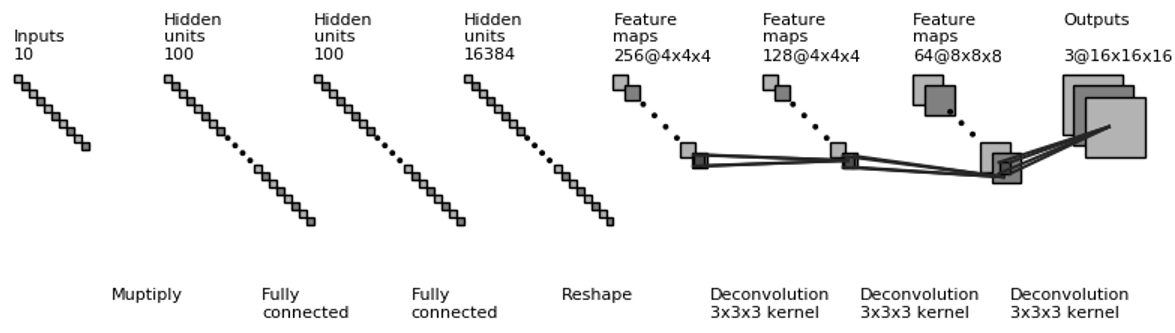 Inputs
10
Hidden
units
100
Hidden
units
100
Hidden
units
16384
Feature
maps
256@4x4x4
Feature
maps
128@4x4x4
Feature
maps
64@8x8x8
Outputs
3@16x16x16
Muptiply
Fully
connected
Fully
connected
Reshape
Deconvolution
3x3x3 kernel
Deconvolution
3x3x3 kernel
Deconvolution
3x3x3 kernel